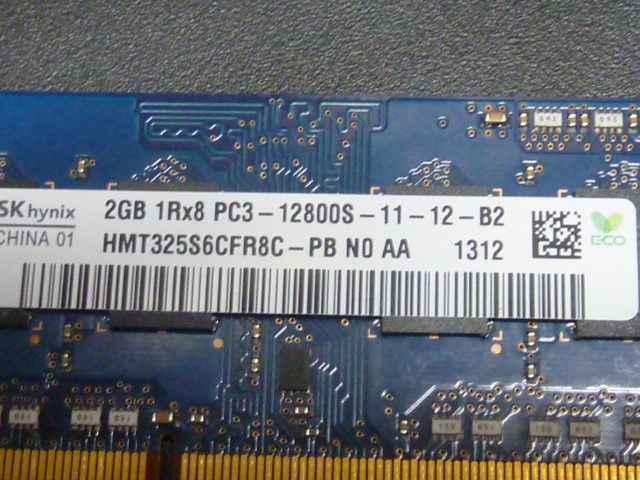 SK hynix
2GB 1Rx8 PC3-12800S-11-12-B2
CHINA 01
HMT325S6CFR8C-PB N0 AA 1312
ECO